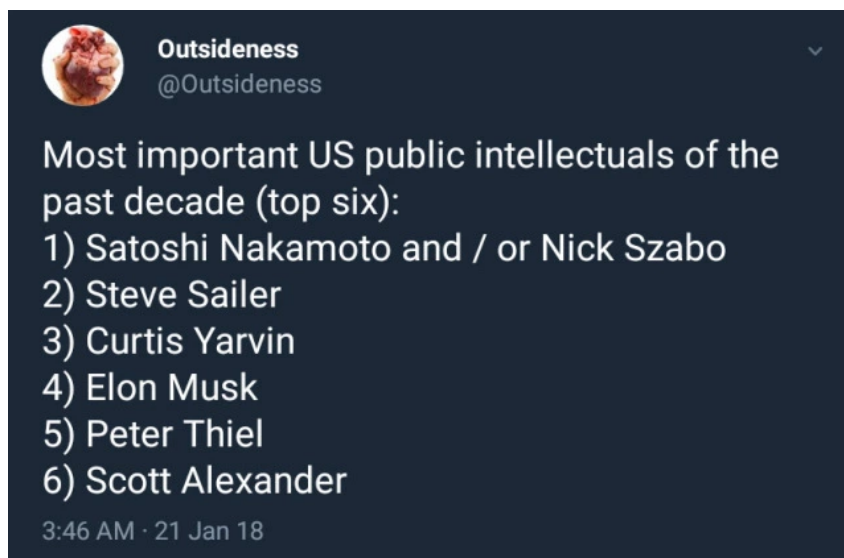 Outsideness
@Outsideness
Most important US public intellectuals of the
past decade (top six):
1) Satoshi Nakamoto and / or Nick Szabo
2) Steve Sailer
3) Curtis Yarvin
4) Elon Musk
5) Peter Thiel
6) Scott Alexander
3:46 AM · 21 Jan 18